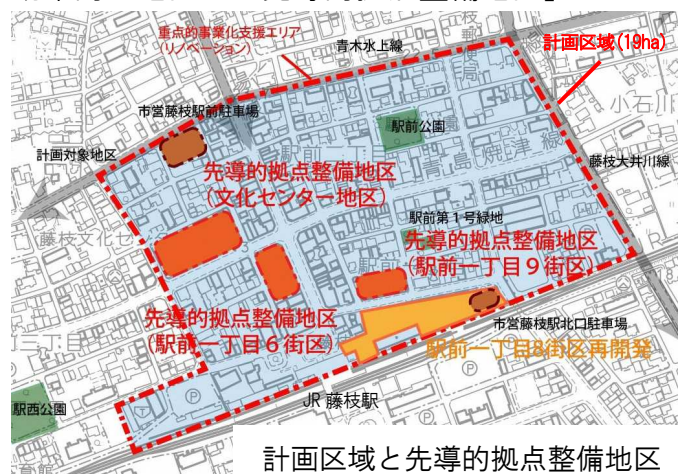 重点的事業化支援エリア
(リノベーション)
青木水上線
計画区域(19ha)
小石川
市営藤枝駅前駐車場
駅前公園
計画対象地区
青島焼津線
藤枝大井川線
先導的拠点整備地区
(文化センター地区)
駅前第1号緑地
先導的拠点整備地区
(駅前一丁目9街区)
先導的拠点整備地区
(駅前一丁目6街区)
市営藤枝駅北口駐車場
駅前一丁目8街区再開発
駅西公園
JR 藤枝駅
計画区域と先導的拠点整備地区